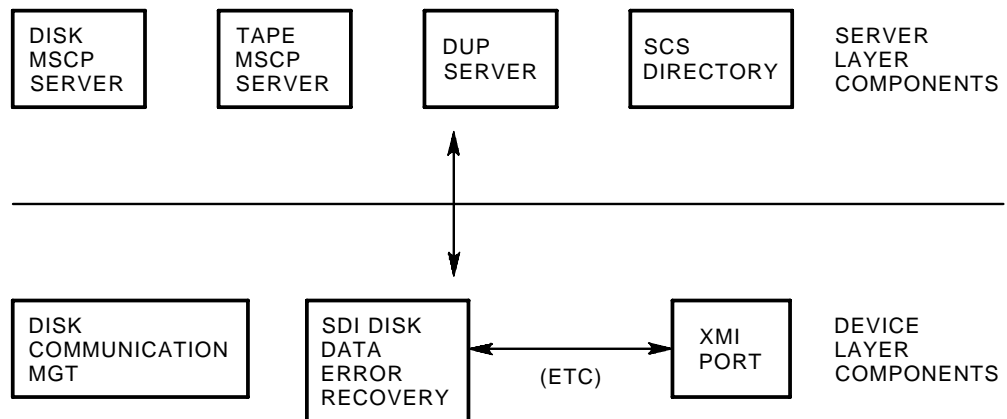 DISK
MSCP
SERVER
TAPE
MSCP
SERVER
DUP
SERVER
SCS
DIRECTORY
SERVER
LAYER
COMPONENTS
DISK
COMMUNICATION
MGT
SDI DISK
DATA
ERROR
RECOVERY
(ETC)
XMI
PORT
DEVICE
LAYER
COMPONENTS